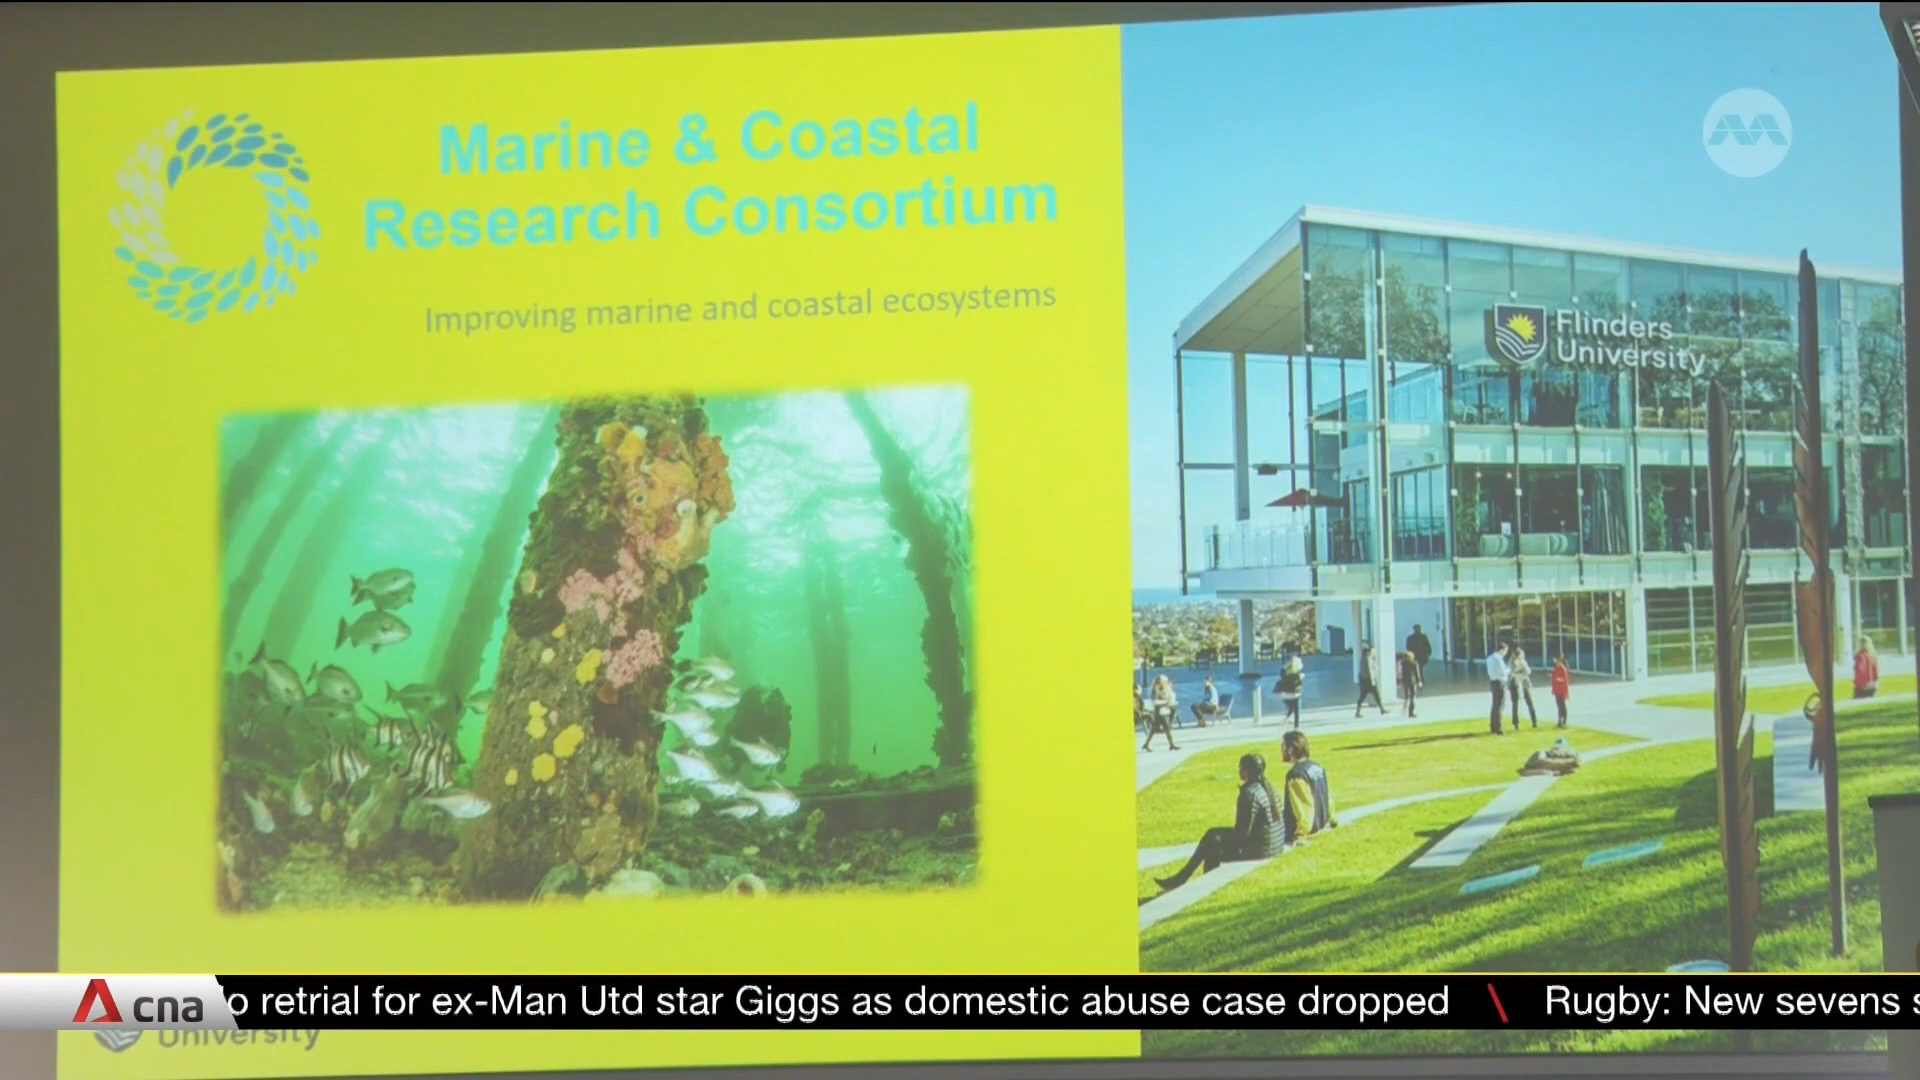 Marine & Coastal
Research Consortium
Improving marine and coastal ecosystems
Flinders
University
cna
o retrial for ex-Man Utd star Giggs as domestic abuse case dropped \ Rugby: New sevens s
University